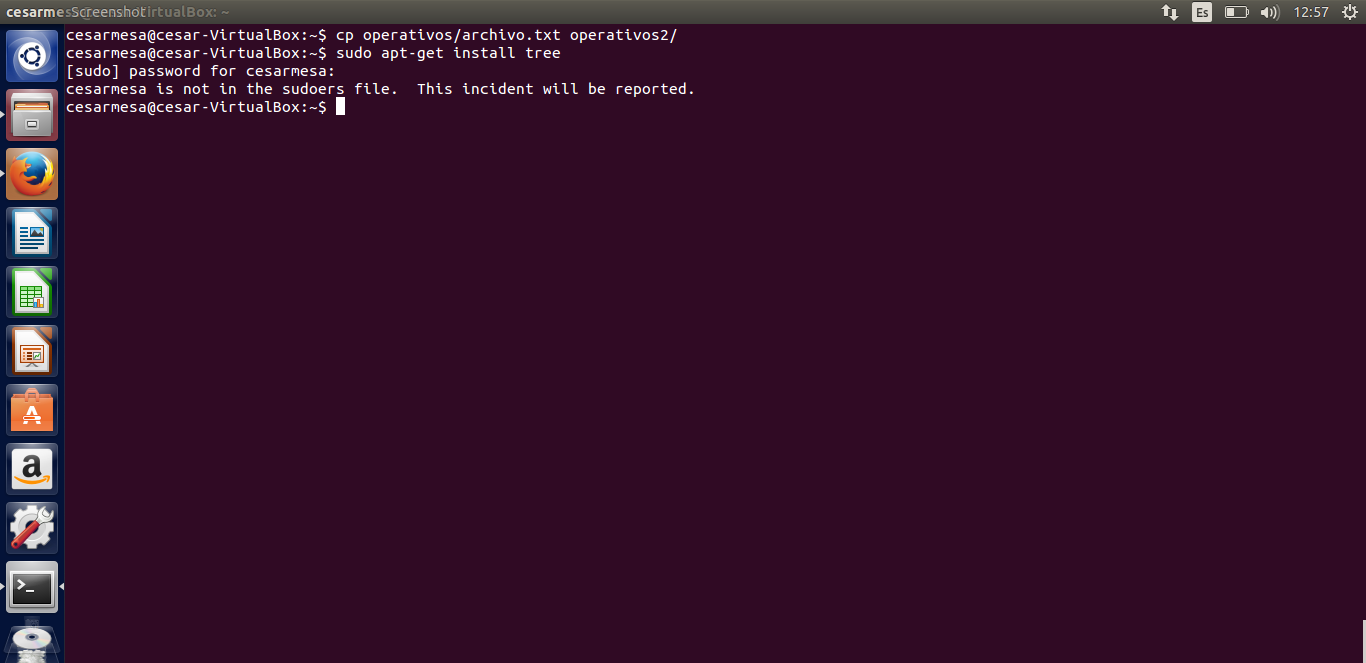 cesarmesa@cesar-VirtualBox: ~
Screenshot
Es
12:57
cesarmesa@cesar-VirtualBox:~$ cp operativos/archivo.txt operativos2/
cesarmesa@cesar-VirtualBox:~$ sudo apt-get install tree
[sudo] password for cesarmesa:
cesarmesa is not in the sudoers file.  This incident will be reported.
cesarmesa@cesar-VirtualBox:~$